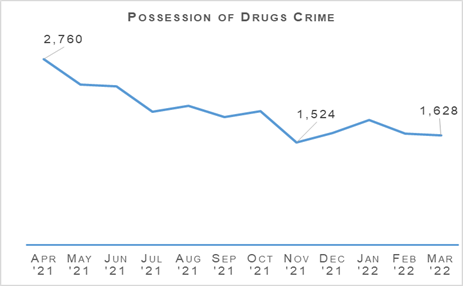 Possession of Drugs Crime
2,760
1,524
1,628
Apr May Jun Jul Aug Sep Oct Nov Dec Jan Feb Mar
'21 '21 '21 '21 '21 '21 '21 '21 '21 '22 '22 '22